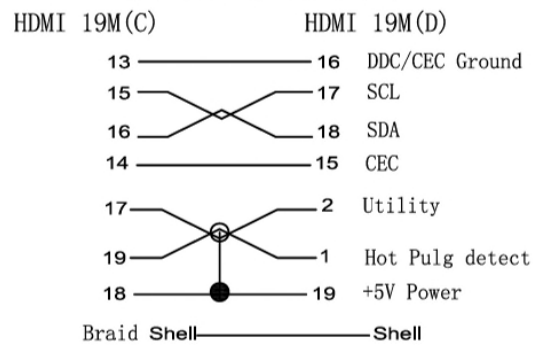 HDMI 19M(C) HDMI 19M(D)
13 16 DDC/CEC Ground
15 17 SCL
16 18 SDA
14 15 CEC
17 2 Utility
19 1 Hot Pulg detect
18 19 +5V Power
Braid Shell Shell